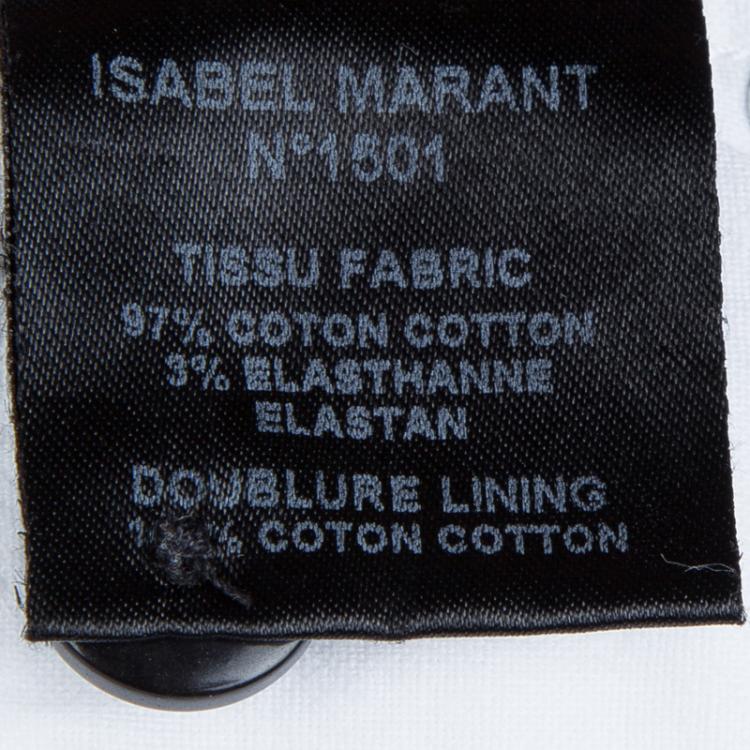 ISABEL MARANT
N°1501
TISSU FABRIC
97% COTON COTTON
3% ELASTHANNE
ELASTAN
DOUBLURE LINING
COTON COTTON